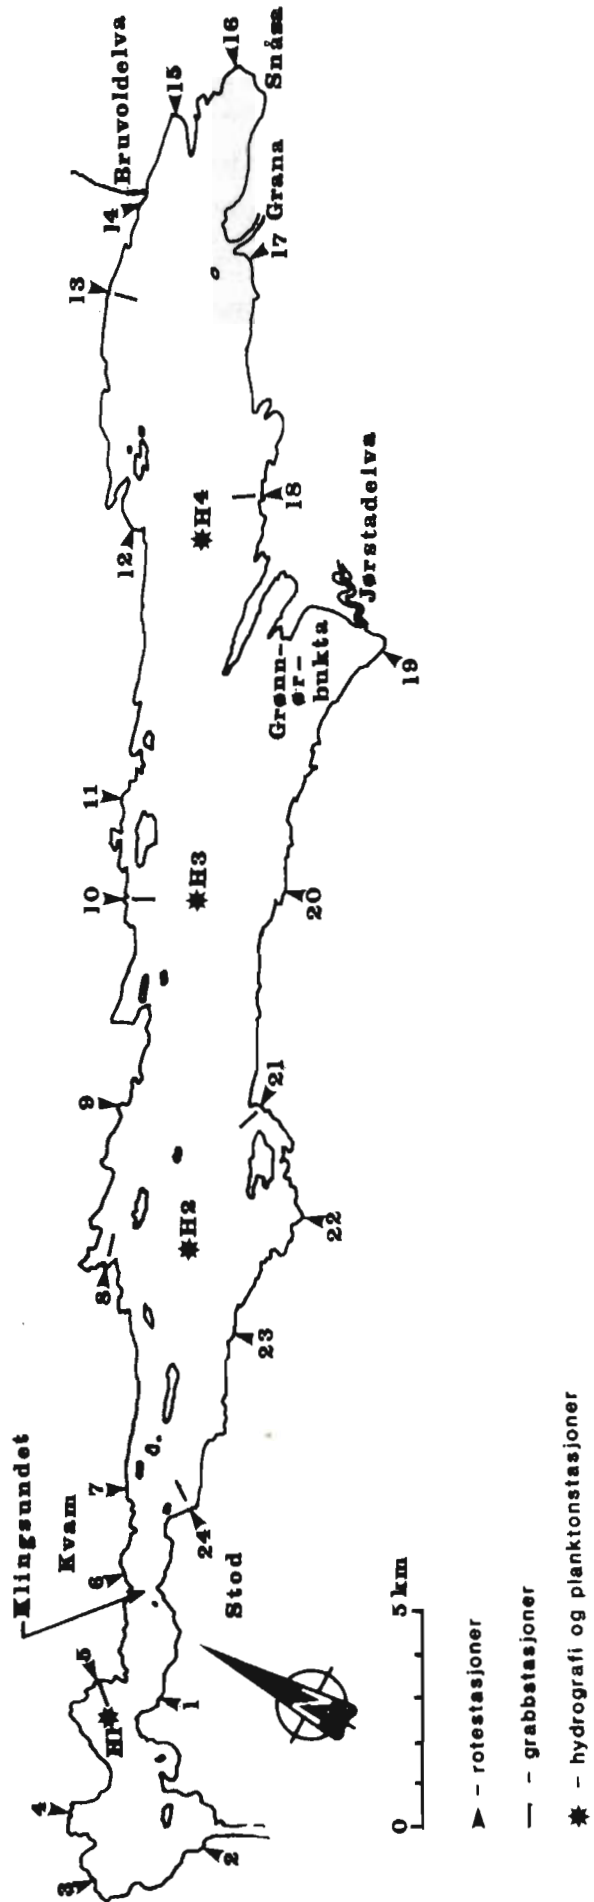 Klingsundet
Kvam
Stod
Bruvoldelva
Snåsa
Grana
Jørstadelva
Grønn-
ør-
bukta
H1
H2
H3
H4
1
2
3
4
5
6
7
8
9
10
11
12
13
14
15
16
17
18
19
20
21
22
23
24
N
0
5km
– rotestasjoner
– grabbstasjoner
– hydrografi og planktonstasjoner